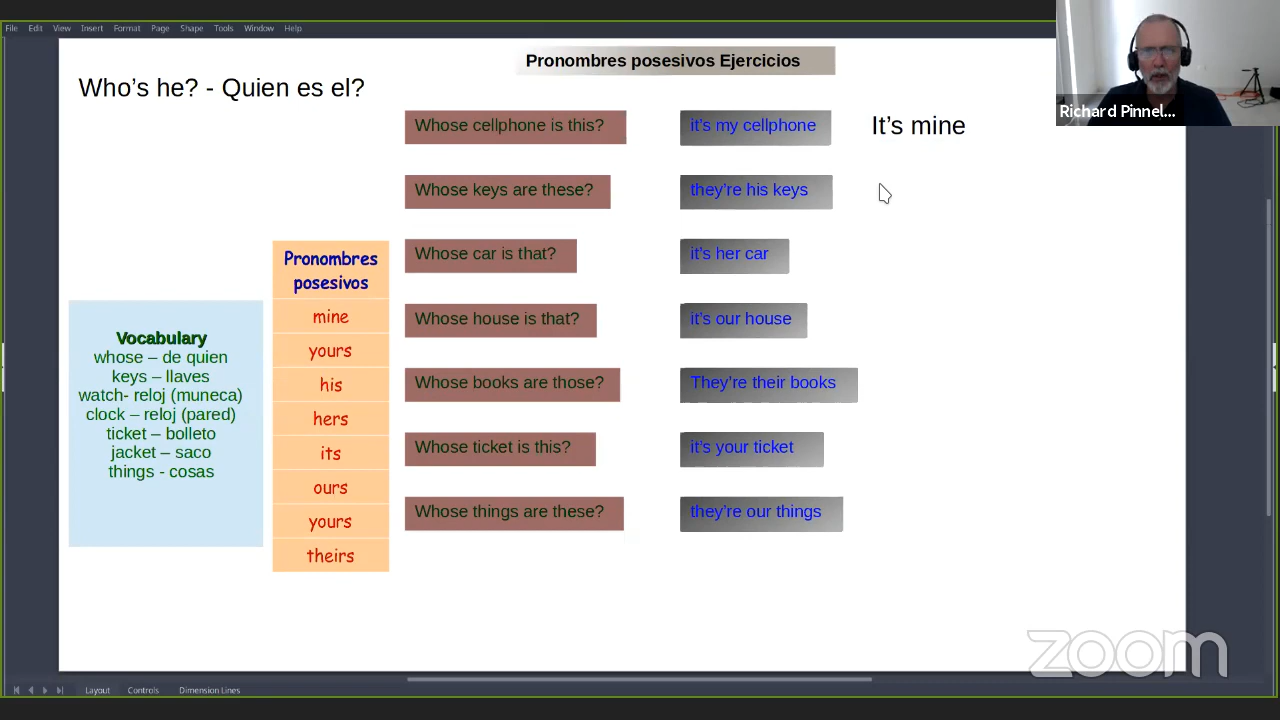 File Edit View Insert Format Page Shape Tools Window Help
Pronombres posesivos Ejercicios
Who's he? - Quien es el?
Richard Pinnel...
Whose cellphone is this? it's my cellphone It's mine
Whose keys are these? they're his keys
Whose car is that? it's her car
Whose house is that? it's our house
Whose books are those? They're their books
Whose ticket is this? it's your ticket
Whose things are these? they're our things
Pronombres
posesivos
mine
yours
his
hers
its
ours
yours
theirs
Vocabulary
whose – de quien
keys – llaves
watch- reloj (muneca)
clock – reloj (pared)
ticket – bolleto
jacket – saco
things - cosas
zoom
Layout Controls Dimension Lines